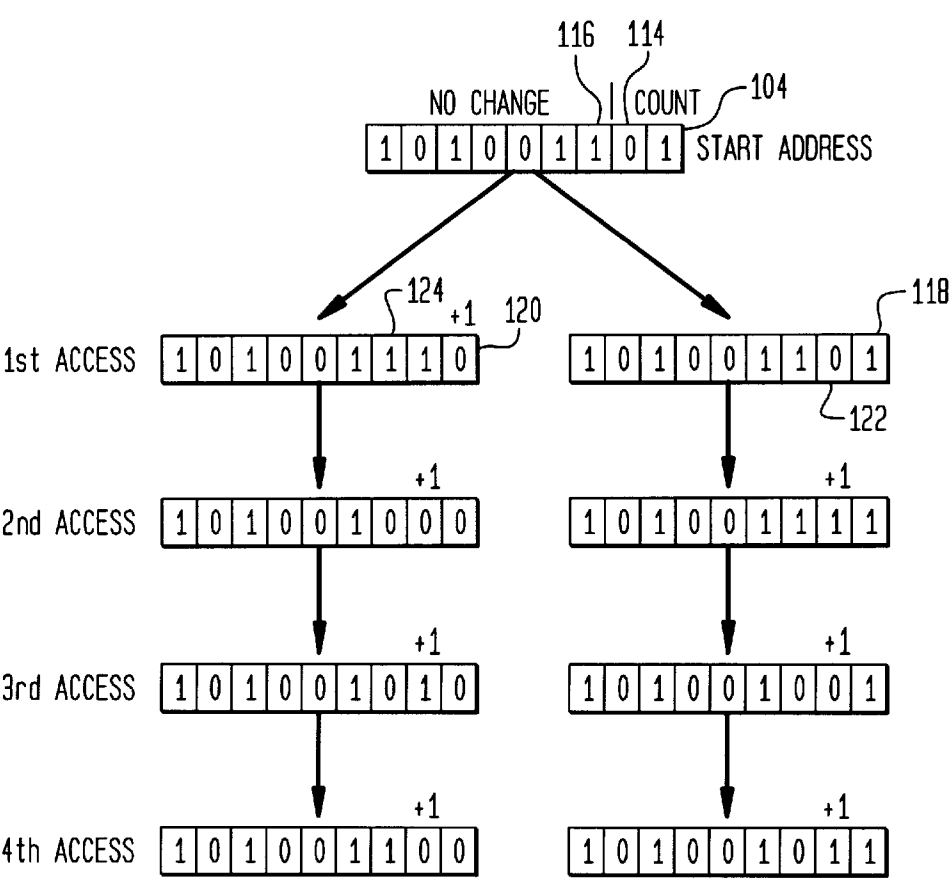 116 114
NO CHANGE | COUNT 104
1 0 1 0 0 1 1 0 1 START ADDRESS
124 +1 120 118
1st ACCESS 1 0 1 0 0 1 1 1 0 1 0 1 0 0 1 1 0 1
122
+1 +1
2nd ACCESS 1 0 1 0 0 1 0 0 0 1 0 1 0 0 1 1 1 1
+1 +1
3rd ACCESS 1 0 1 0 0 1 0 1 0 1 0 1 0 0 1 0 0 1
+1 +1
4th ACCESS 1 0 1 0 0 1 1 0 0 1 0 1 0 0 1 0 1 1